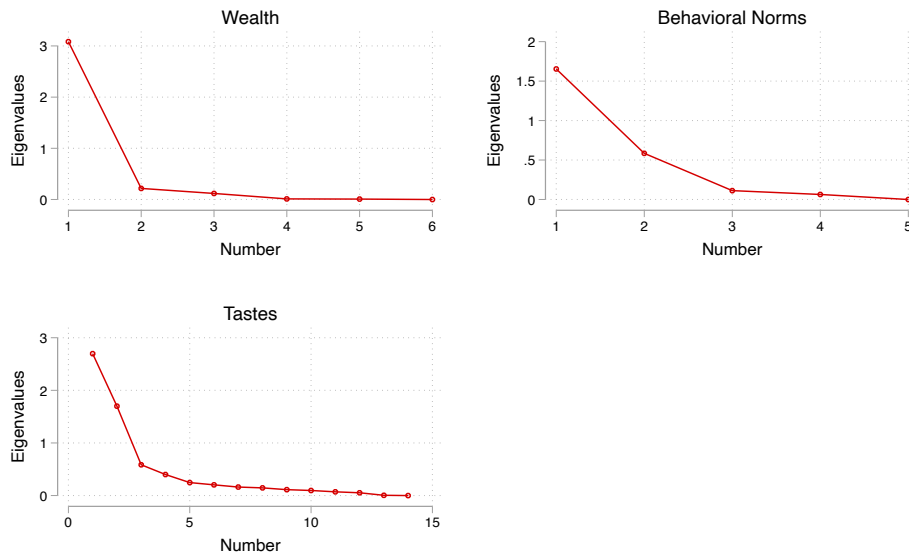 Wealth
Eigenvalues
3
2
1
0
1 2 3 4 5 6
Number
Behavioral Norms
Eigenvalues
2
1.5
1
.5
0
1 2 3 4 5
Number
Tastes
Eigenvalues
3
2
1
0
0 5 10 15
Number